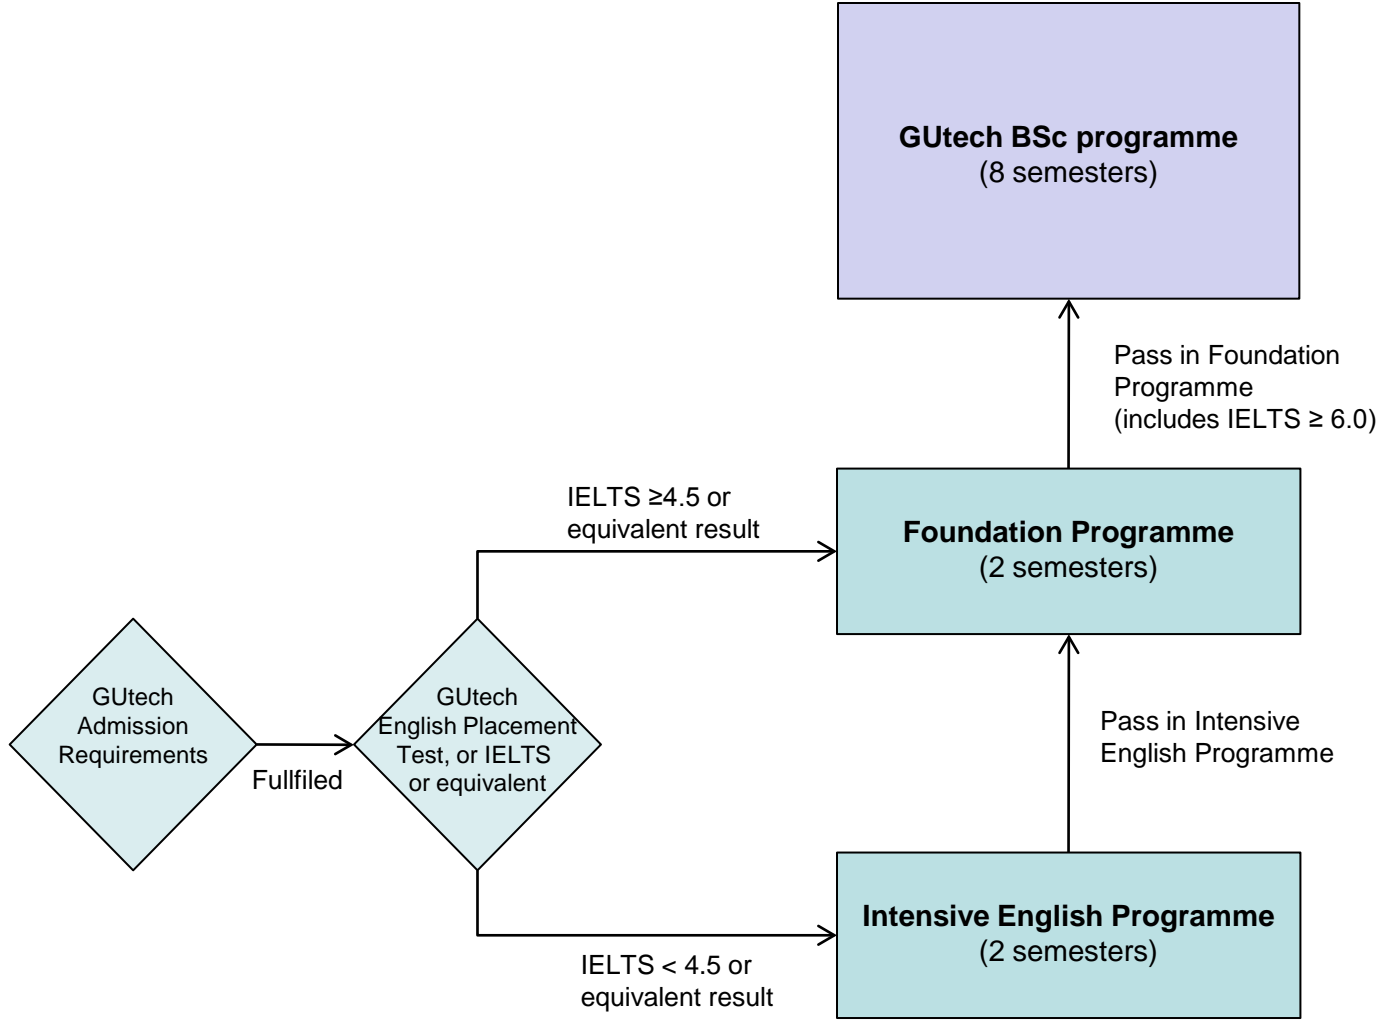 GUtech BSc programme
(8 semesters)
Pass in Foundation
Programme
(includes IELTS ≥ 6.0)
IELTS ≥4.5 or
equivalent result
Foundation Programme
(2 semesters)
GUtech
Admission
Requirements
Fullfiled
GUtech
English Placement
Test, or IELTS
or equivalent
Pass in Intensive
English Programme
Intensive English Programme
(2 semesters)
IELTS < 4.5 or
equivalent result